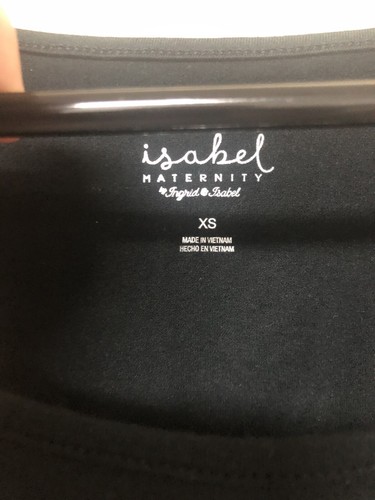 isabel
MATERNITY
by Ingrid & Isabel
XS
MADE IN VIETNAM
HECHO EN VIETNAM